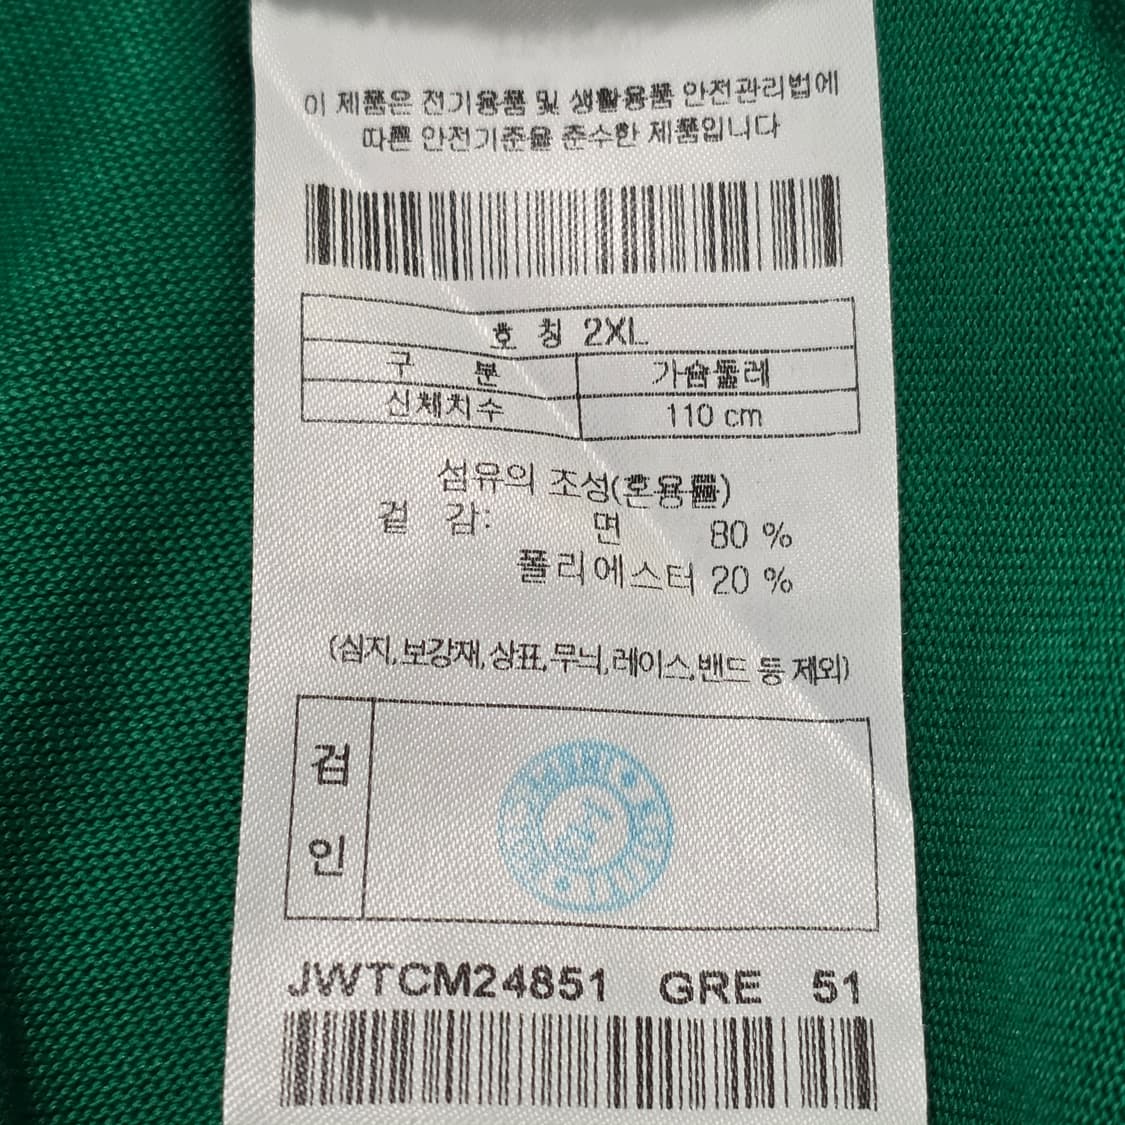 이 제품은 전기용품 및 생활용품 안전관리법에
따른 안전기준을 준수한 제품입니다
호 칭 2XL
구 분 가슴둘레
신체치수 110 cm
섬유의 조성(혼용률)
겉 감: 면 80 %
폴리에스터 20 %
(심지,보강재,상표,무늬,레이스,밴드 등 제외)
검
인
JWTCM24851 GRE 51